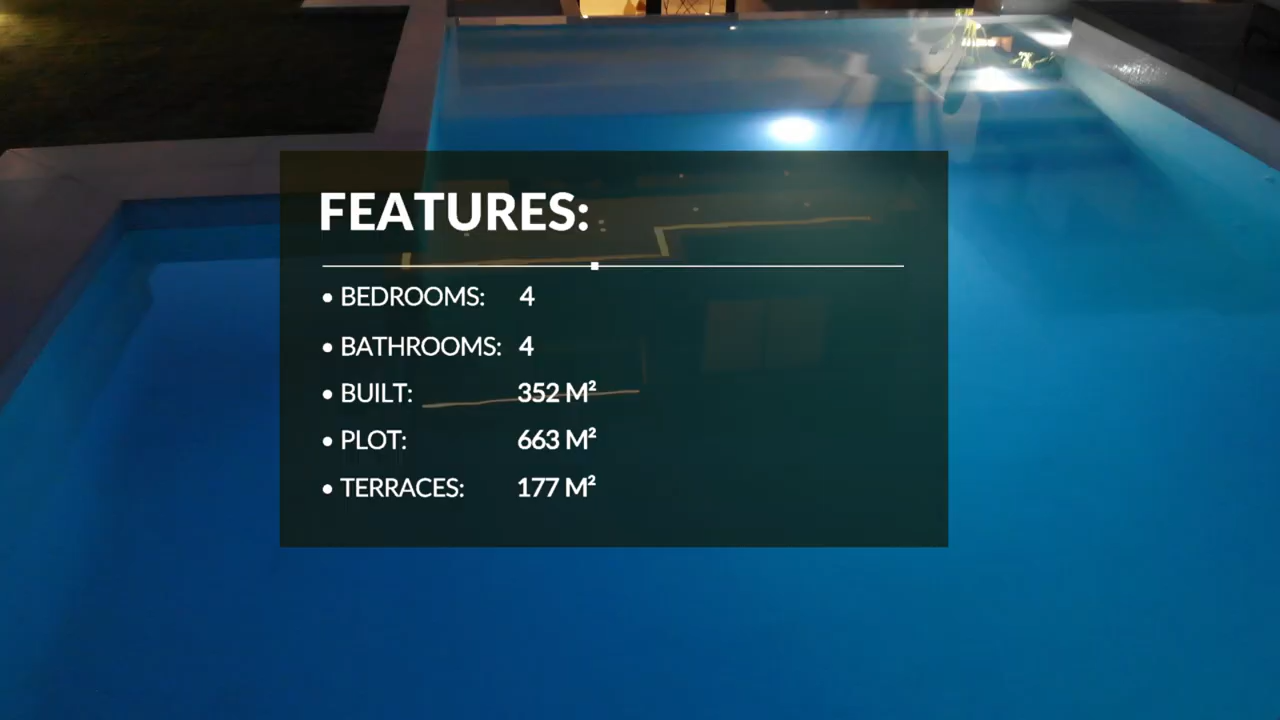 FEATURES:
• BEDROOMS: 4
• BATHROOMS: 4
• BUILT: 352 M²
• PLOT: 663 M²
• TERRACES: 177 M²